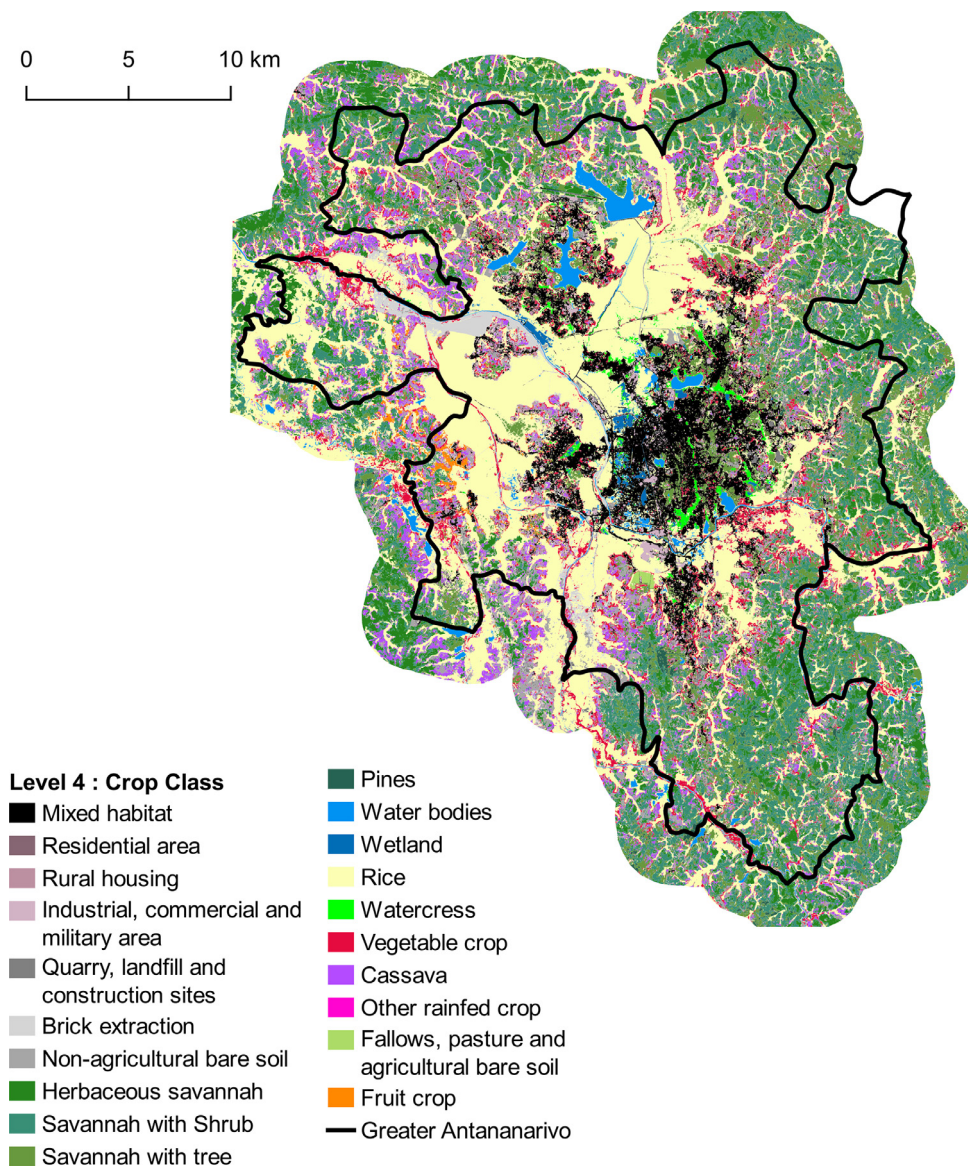 0 5 10 km
Level 4 : Crop Class
Mixed habitat
Residential area
Rural housing
Industrial, commercial and
military area
Quarry, landfill and
construction sites
Brick extraction
Non-agricultural bare soil
Herbaceous savannah
Savannah with Shrub
Savannah with tree
Pines
Water bodies
Wetland
Rice
Watercress
Vegetable crop
Cassava
Other rainfed crop
Fallows, pasture and
agricultural bare soil
Fruit crop
Greater Antananarivo